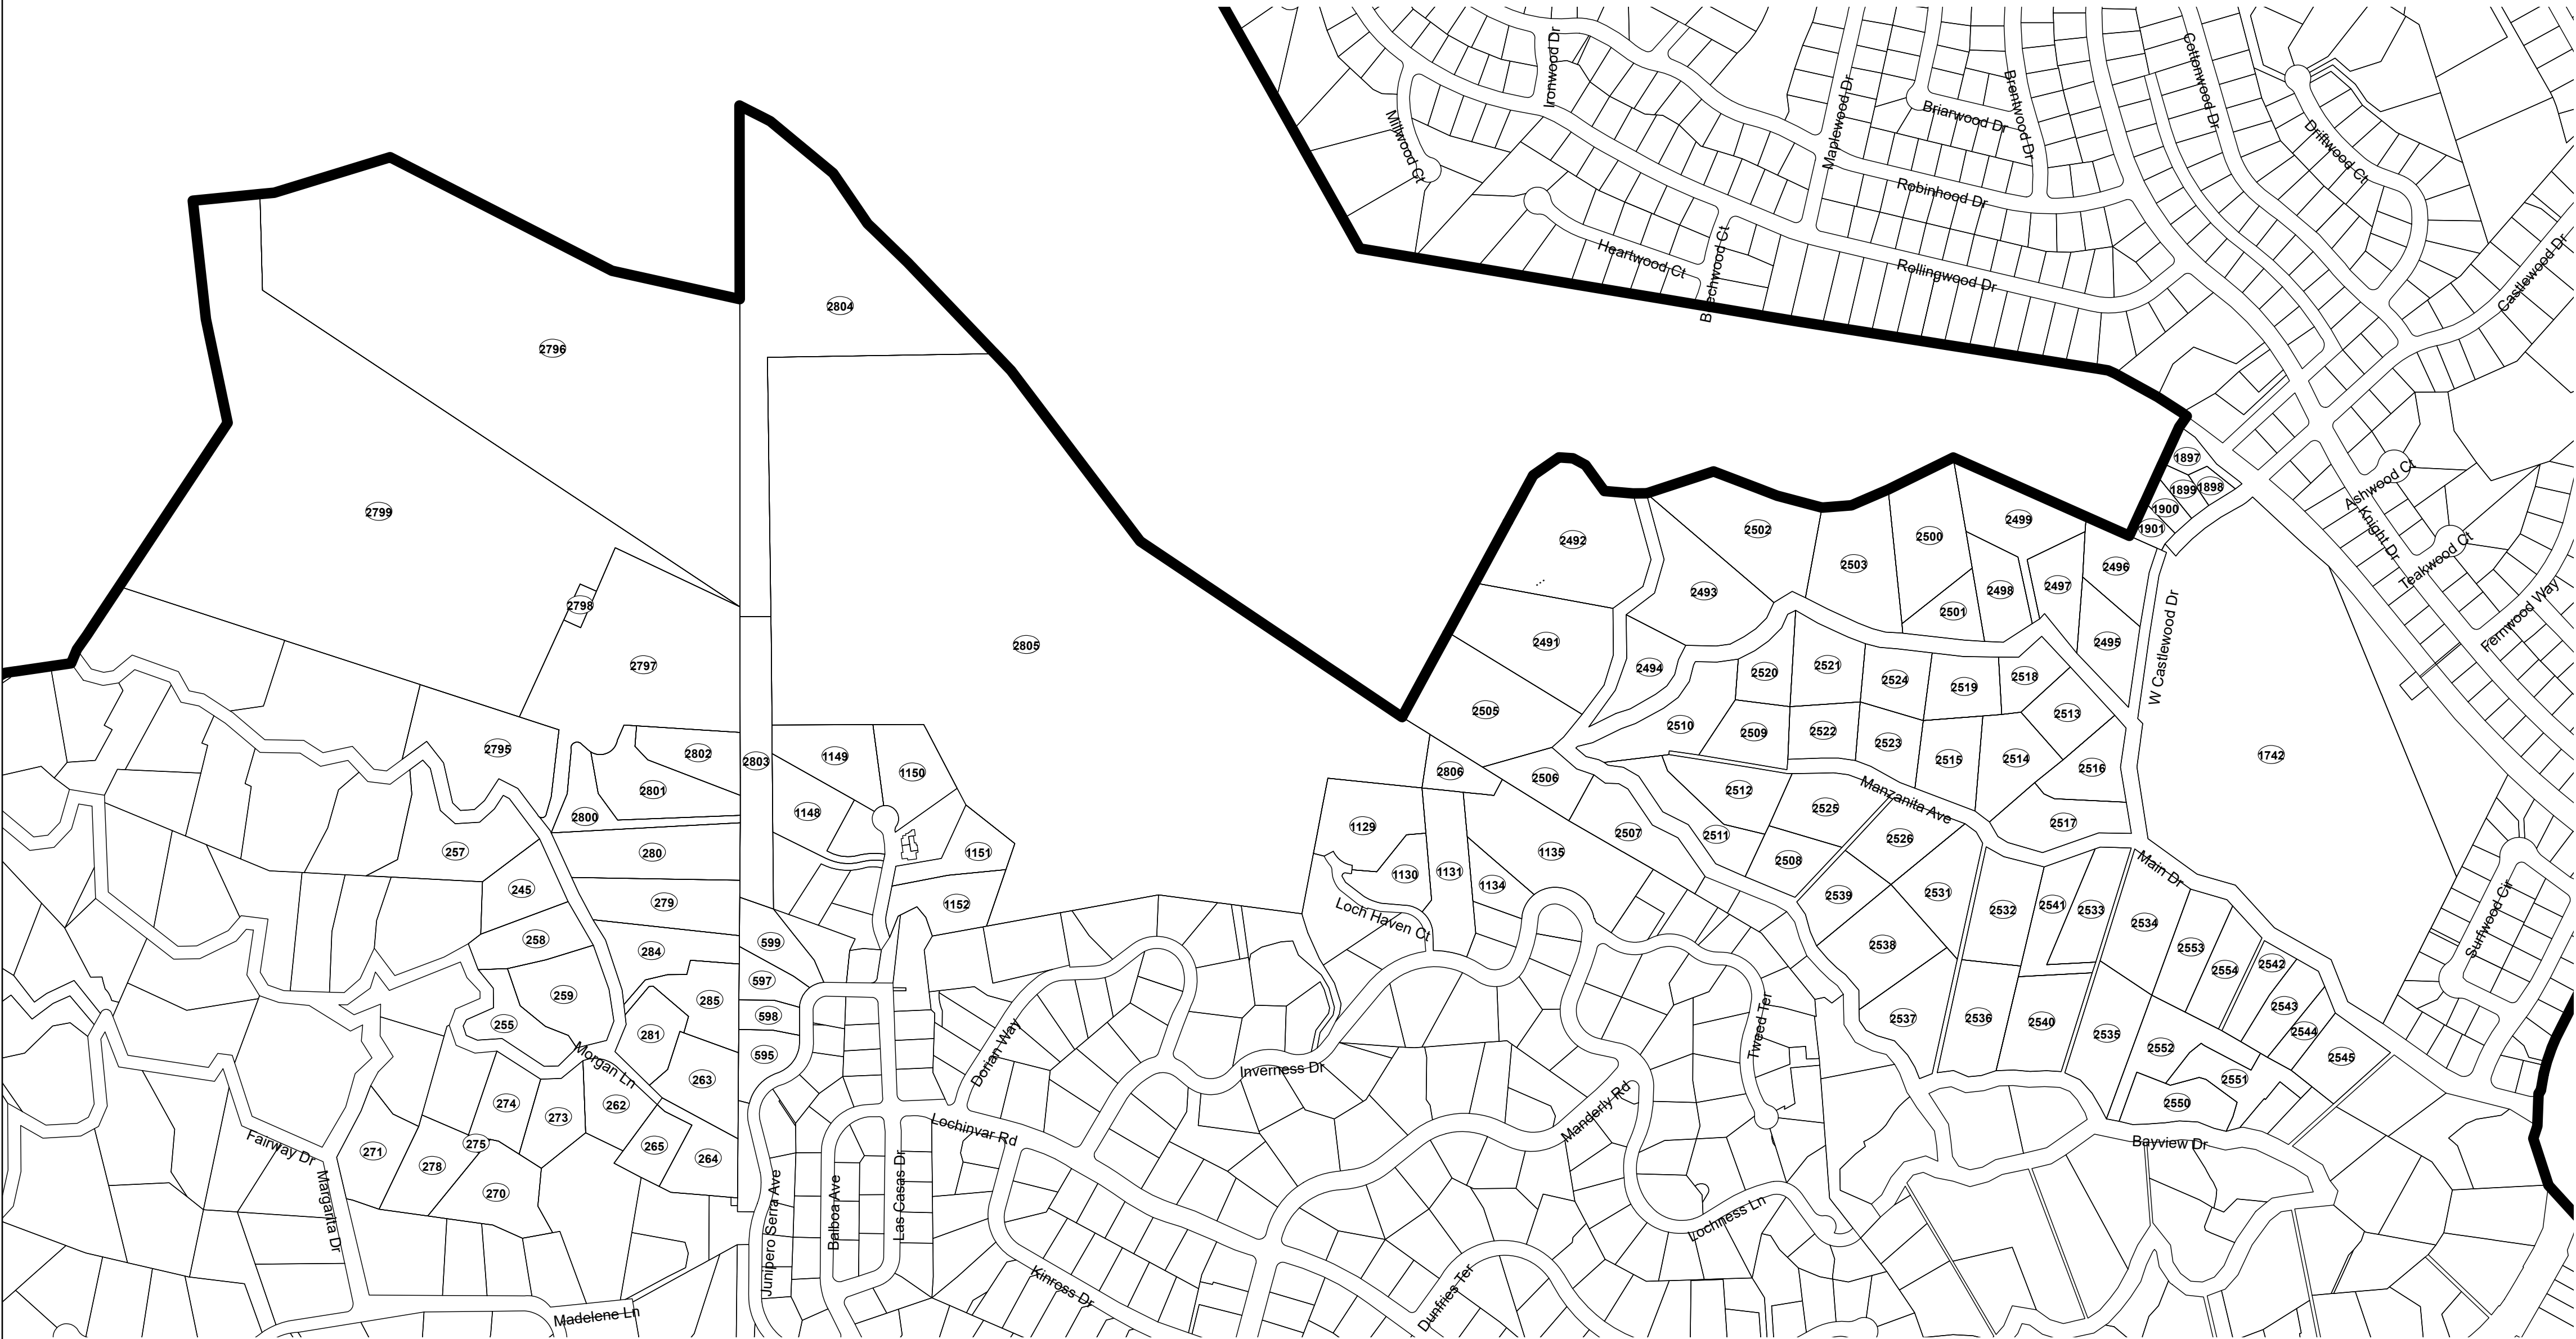 Ironwood Dr
Millwood Ct
Maplewood Dr
Briarwood Dr
Brentwood Dr
Cottonwood Dr
Driftwood Ct
Robinhood Dr
Heartwood Ct
Beechwood Ct
Rollingwood Dr
Castlewood Dr
2804
2796
2799
2798
2797
2805
2795
2802
2803
2801
2800
1149
1150
1148
1151
1152
257
280
245
279
258
284
599
597
259
285
598
255
281
595
Morgan Ln
263
274
273
262
275
265
264
271
278
270
Fairway Dr
Margarita Dr
Madelene Ln
Junipero Serra Ave
Balboa Ave
Las Casas Dr
Lochinvar Rd
Dorian Way
Kinross Dr
Inverness Dr
Loch Haven Ct
Manderly Rd
Tweed Ter
Lochness Ln
Dunfries Ter
1897
1899
1898
1900
1901
Ashwood Ct
Knight Dr
Teakwood Ct
Fernwood Way
2492
2502
2503
2500
2499
2496
2493
2501
2498
2497
2495
W Castlewood Dr
2491
2494
2505
2520
2521
2524
2519
2518
2513
2510
2509
2522
2523
2515
2514
2516
1742
2806
2506
2512
2525
Manzanita Ave
2517
1129
1130
1131
1134
1135
2507
2511
2508
2526
2539
2531
Main Dr
2532
2541
2533
2534
2553
2554
2542
2538
2537
2536
2540
2535
2543
2544
2545
2552
2551
2550
Bayview Dr
Surfwood Cir